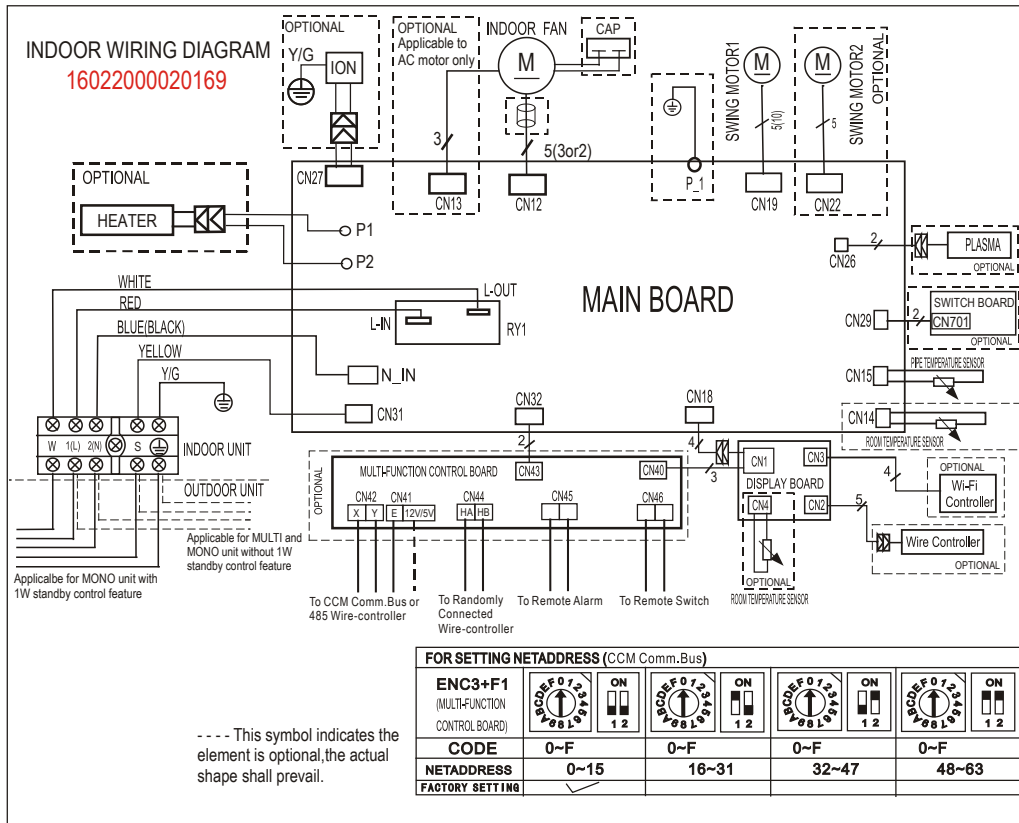 INDOOR WIRING DIAGRAM
16022000020169
OPTIONAL
Y/G
ION
CN27
OPTIONAL
Applicable to
AC motor only
3
CN13
INDOOR FAN
M
CAP
5(3or2)
CN12
P_1
SWING MOTOR1
M
5(10)
CN19
SWING MOTOR2
OPTIONAL
M
5
CN22
OPTIONAL
HEATER
P1
P2
MAIN BOARD
CN26
2
PLASMA
OPTIONAL
CN29
2
SWITCH BOARD
CN701
OPTIONAL
PIPE TEMPERATURE SENSOR
CN15
CN14
ROOM TEMPERATURE SENSOR
WHITE
RED
BLUE(BLACK)
YELLOW
Y/G
L-OUT
L-IN
RY1
N_IN
CN31
CN32
CN18
W 1(L) 2(N) S
INDOOR UNIT
OUTDOOR UNIT
Applicable for MULTI and
MONO unit without 1W
standby control feature
Applicalbe for MONO unit with
1W standby control feature
OPTIONAL
2
MULTI-FUNCTION CONTROL BOARD
CN43
CN40
CN42 CN41 CN44 CN45 CN46
X Y E 12V/5V HA HB
4
3
CN1
CN3
DISPLAY BOARD
CN4
CN2
OPTIONAL
ROOM TEMPERATURE SENSOR
4
OPTIONAL
Wi-Fi
Controller
5
Wire Controller
OPTIONAL
To CCM Comm.Bus or
485 Wire-controller
To Randomly
Connected
Wire-controller
To Remote Alarm
To Remote Switch
- - - - This symbol indicates the
element is optional,the actual
shape shall prevail.
FOR SETTING NETADDRESS (CCM Comm.Bus)
ENC3+F1
(MULTI-FUNCTION
CONTROL BOARD)
0123456789ABCDEF
ON
1 2
0123456789ABCDEF
ON
1 2
0123456789ABCDEF
ON
1 2
0123456789ABCDEF
ON
1 2
CODE 0~F 0~F 0~F 0~F
NETADDRESS 0~15 16~31 32~47 48~63
FACTORY SETTING